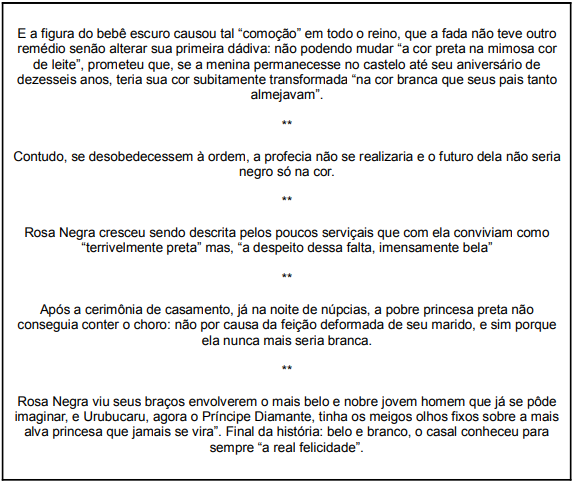 E a figura do bebê escuro causou tal “comoção” em todo o reino, que a fada não teve outro
remédio senão alterar sua primeira dádiva: não podendo mudar “a cor preta na mimosa cor
de leite”, prometeu que, se a menina permanecesse no castelo até seu aniversário de
dezesseis anos, teria sua cor subitamente transformada “na cor branca que seus pais tanto
almejavam”.
**
Contudo, se desobedecessem à ordem, a profecia não se realizaria e o futuro dela não seria
negro só na cor.
**
Rosa Negra cresceu sendo descrita pelos poucos serviçais que com ela conviviam como
“terrivelmente preta” mas, “a despeito dessa falta, imensamente bela”
**
Após a cerimônia de casamento, já na noite de núpcias, a pobre princesa preta não
conseguia conter o choro: não por causa da feição deformada de seu marido, e sim porque
ela nunca mais seria branca.
**
Rosa Negra viu seus braços envolverem o mais belo e nobre jovem homem que já se pôde
imaginar, e Urubucaru, agora o Príncipe Diamante, tinha os meigos olhos fixos sobre a mais
alva princesa que jamais se vira”. Final da história: belo e branco, o casal conheceu para
sempre “a real felicidade”.